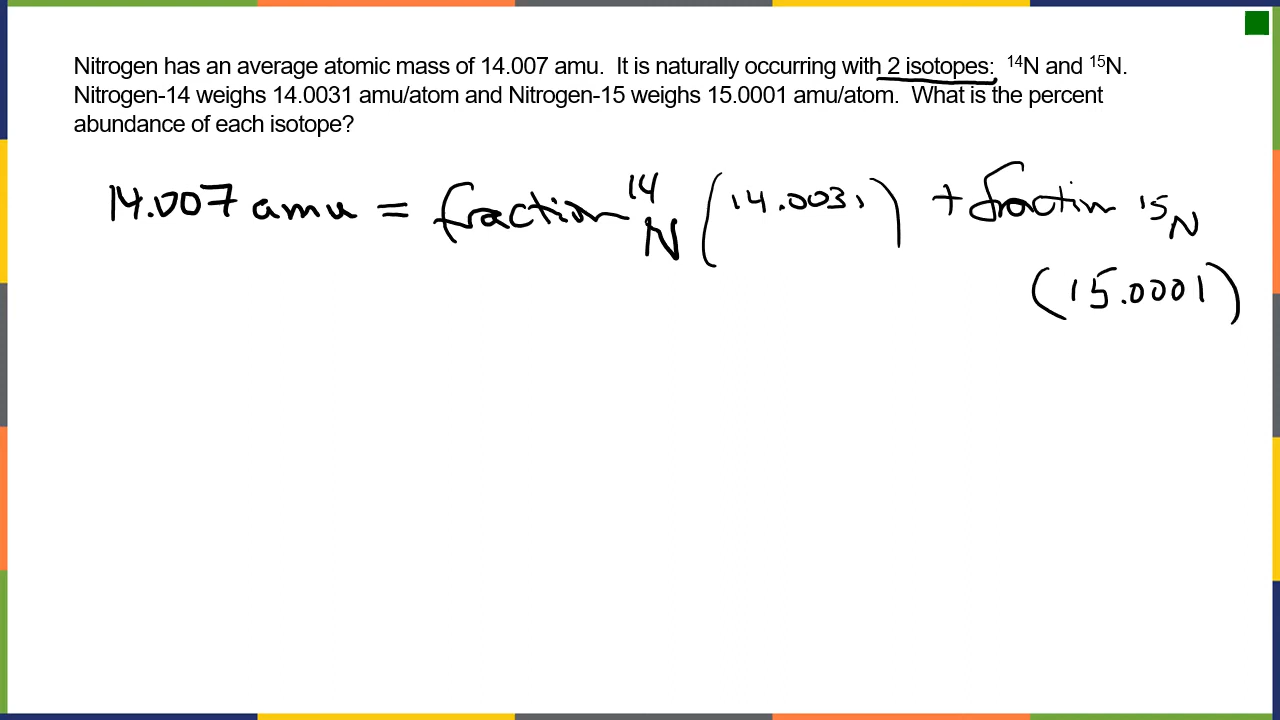 Nitrogen has an average atomic mass of 14.007 amu. It is naturally occurring with 2 isotopes: ¹⁴N and ¹⁵N.
Nitrogen-14 weighs 14.0031 amu/atom and Nitrogen-15 weighs 15.0001 amu/atom. What is the percent
abundance of each isotope?
14.007 amu = fraction ¹⁴N (14.0031) + fraction ¹⁵N
(15.0001)